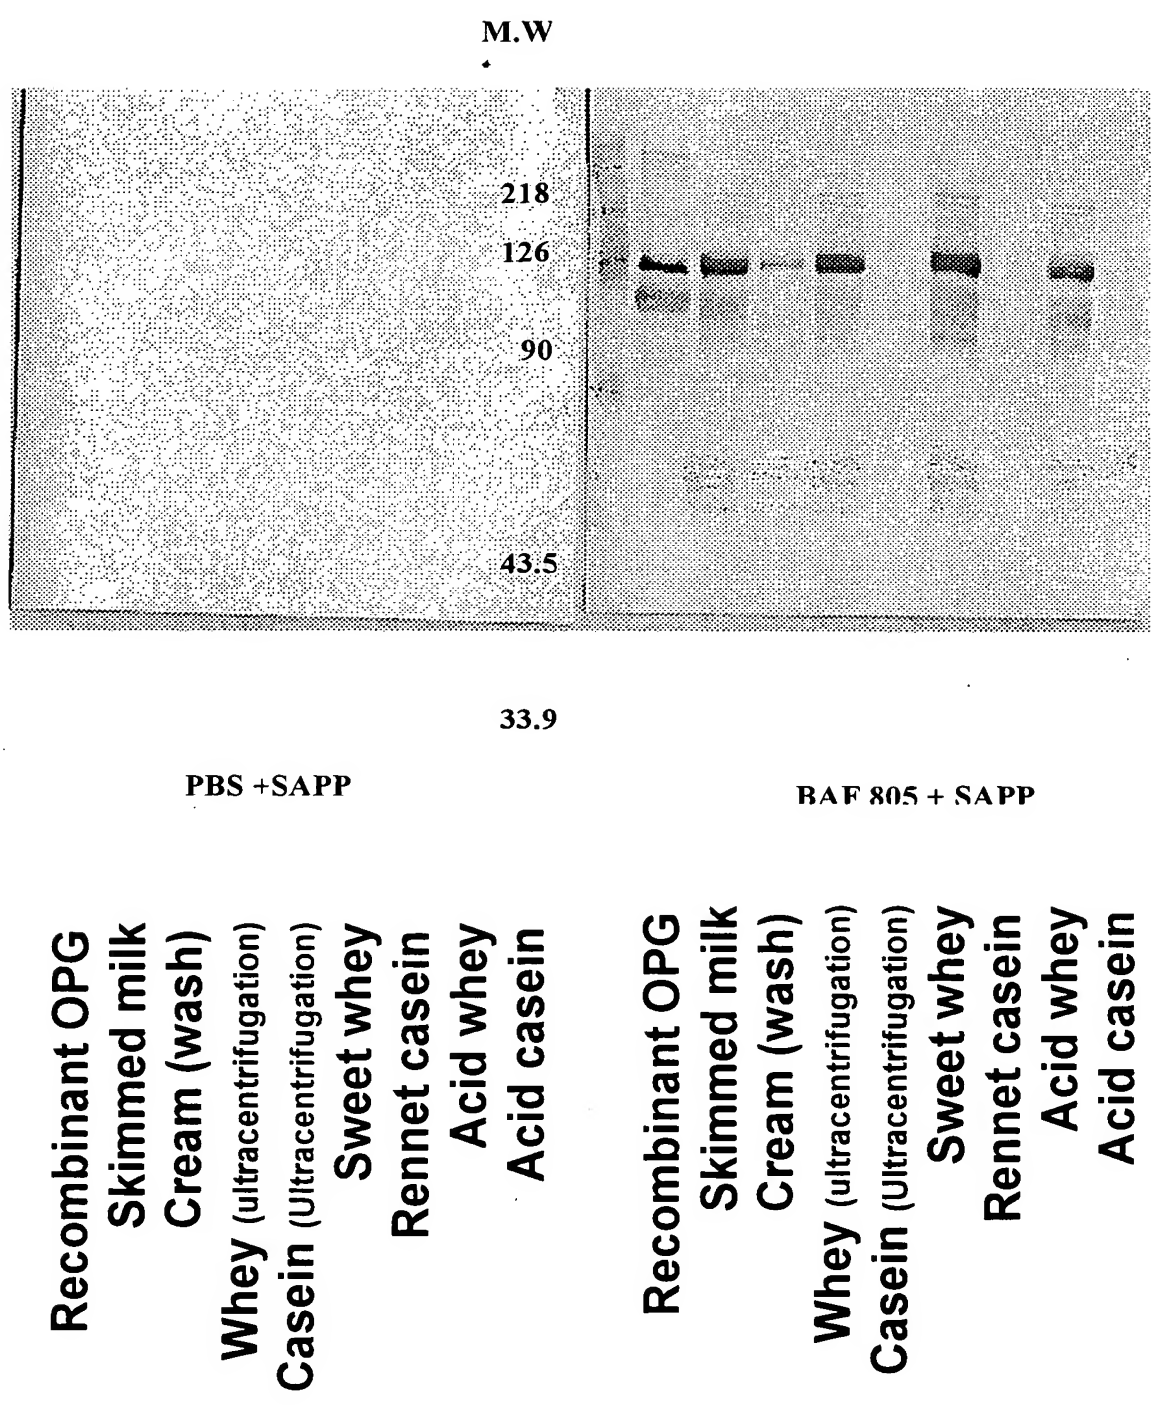 M.W
218
126
90
43.5
33.9
PBS +SAPP
BAF 805 + SAPP
Recombinant OPG
Skimmed milk
Cream (wash)
Whey (ultracentrifugation)
Casein (Ultracentrifugation)
Sweet whey
Rennet casein
Acid whey
Acid casein
Recombinant OPG
Skimmed milk
Cream (wash)
Whey (ultracentrifugation)
Casein (Ultracentrifugation)
Sweet whey
Rennet casein
Acid whey
Acid casein